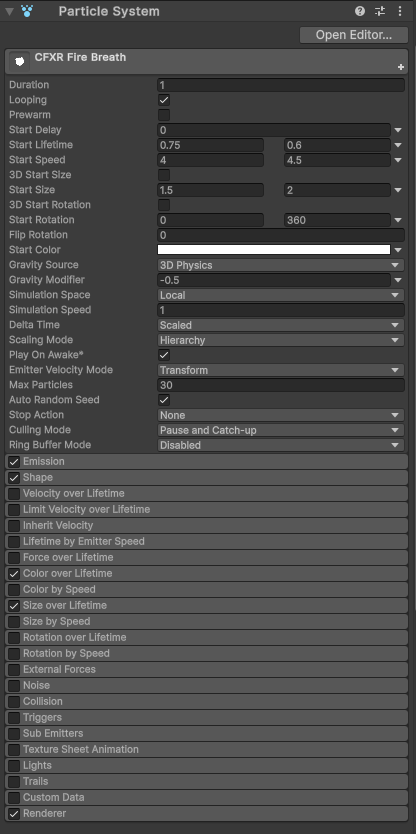 Particle System
Open Editor...
CFXR Fire Breath
Duration 1
Looping
Prewarm
Start Delay 0
Start Lifetime 0.75 0.6
Start Speed 4 4.5
3D Start Size
Start Size 1.5 2
3D Start Rotation
Start Rotation 0 360
Flip Rotation 0
Start Color
Gravity Source 3D Physics
Gravity Modifier -0.5
Simulation Space Local
Simulation Speed 1
Delta Time Scaled
Scaling Mode Hierarchy
Play On Awake*
Emitter Velocity Mode Transform
Max Particles 30
Auto Random Seed
Stop Action None
Culling Mode Pause and Catch-up
Ring Buffer Mode Disabled
Emission
Shape
Velocity over Lifetime
Limit Velocity over Lifetime
Inherit Velocity
Lifetime by Emitter Speed
Force over Lifetime
Color over Lifetime
Color by Speed
Size over Lifetime
Size by Speed
Rotation over Lifetime
Rotation by Speed
External Forces
Noise
Collision
Triggers
Sub Emitters
Texture Sheet Animation
Lights
Trails
Custom Data
Renderer